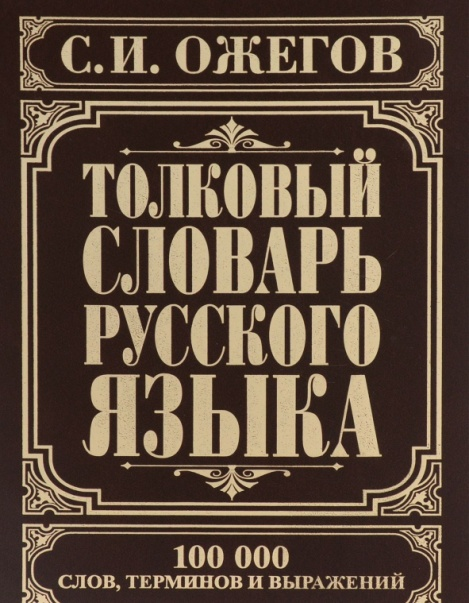 С.И. ОЖЕГОВ
ТОЛКОВЫЙ
СЛОВАРЬ
РУССКОГО
ЯЗЫКА
100 000
СЛОВ, ТЕРМИНОВ И ВЫРАЖЕНИЙ